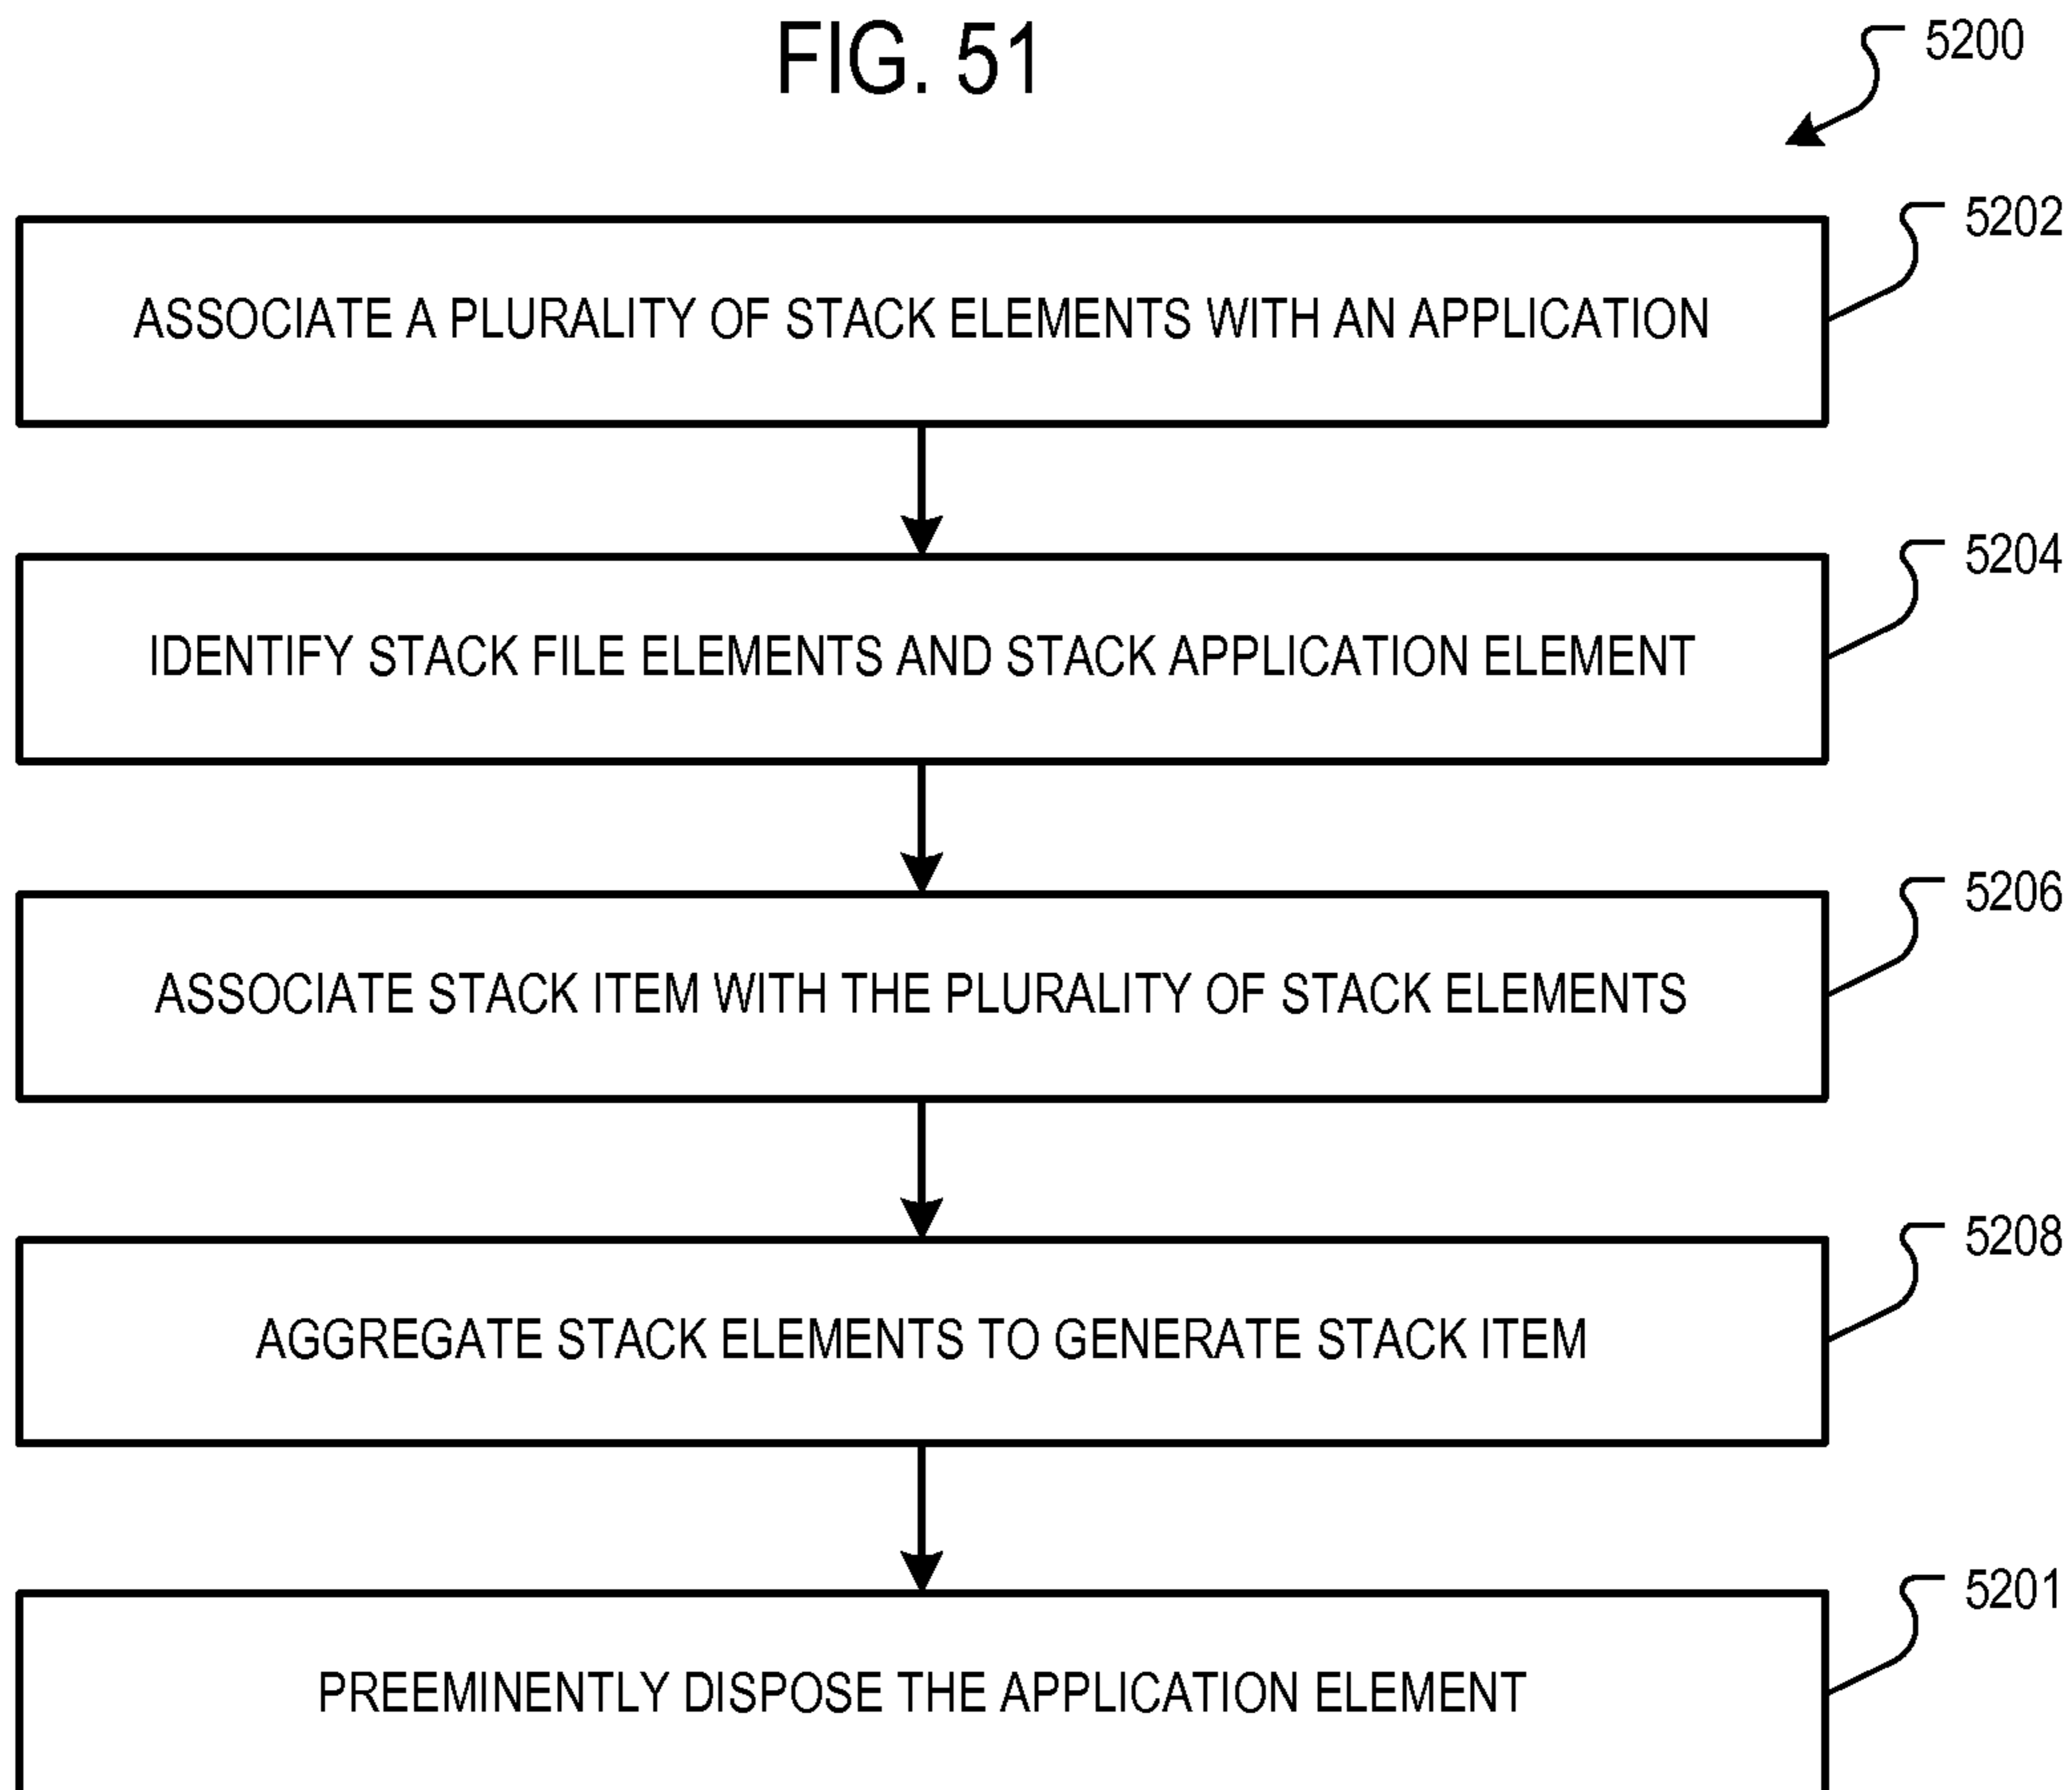 FIG. 51
5200
5202
ASSOCIATE A PLURALITY OF STACK ELEMENTS WITH AN APPLICATION
5204
IDENTIFY STACK FILE ELEMENTS AND STACK APPLICATION ELEMENT
5206
ASSOCIATE STACK ITEM WITH THE PLURALITY OF STACK ELEMENTS
5208
AGGREGATE STACK ELEMENTS TO GENERATE STACK ITEM
5201
PREEMINENTLY DISPOSE THE APPLICATION ELEMENT